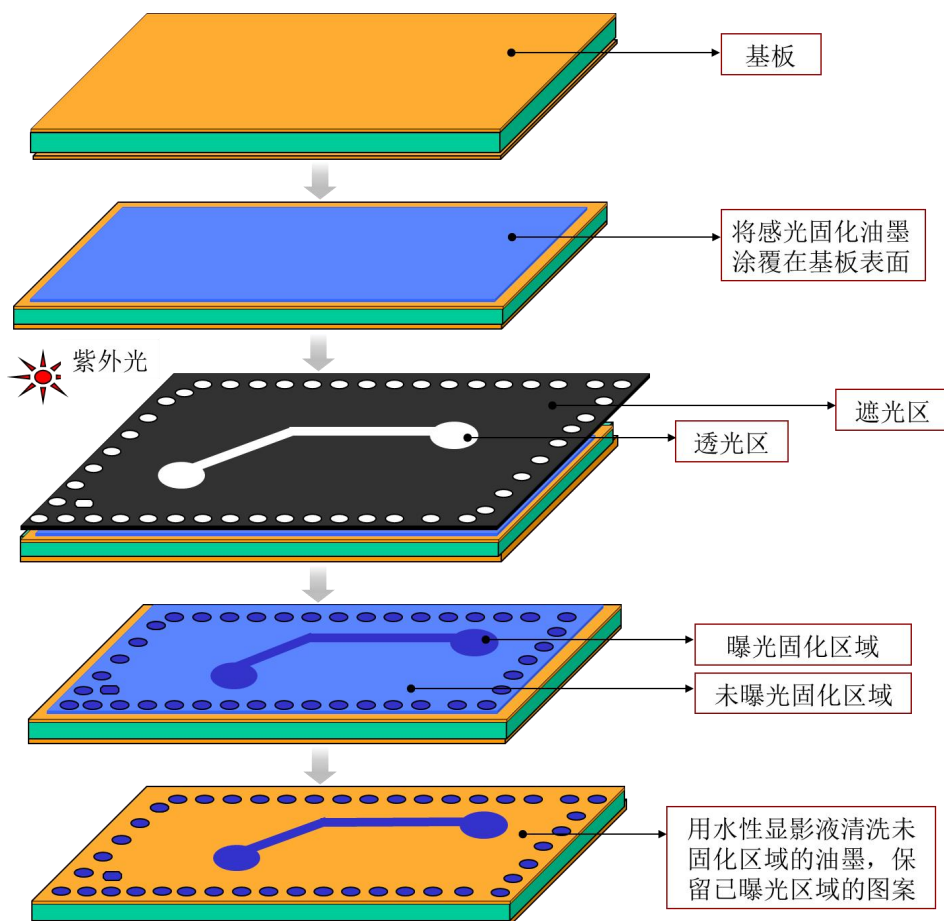 基板
将感光固化油墨
涂覆在基板表面
紫外光
遮光区
透光区
曝光固化区域
未曝光固化区域
用水性显影液清洗未
固化区域的油墨，保
留已曝光区域的图案